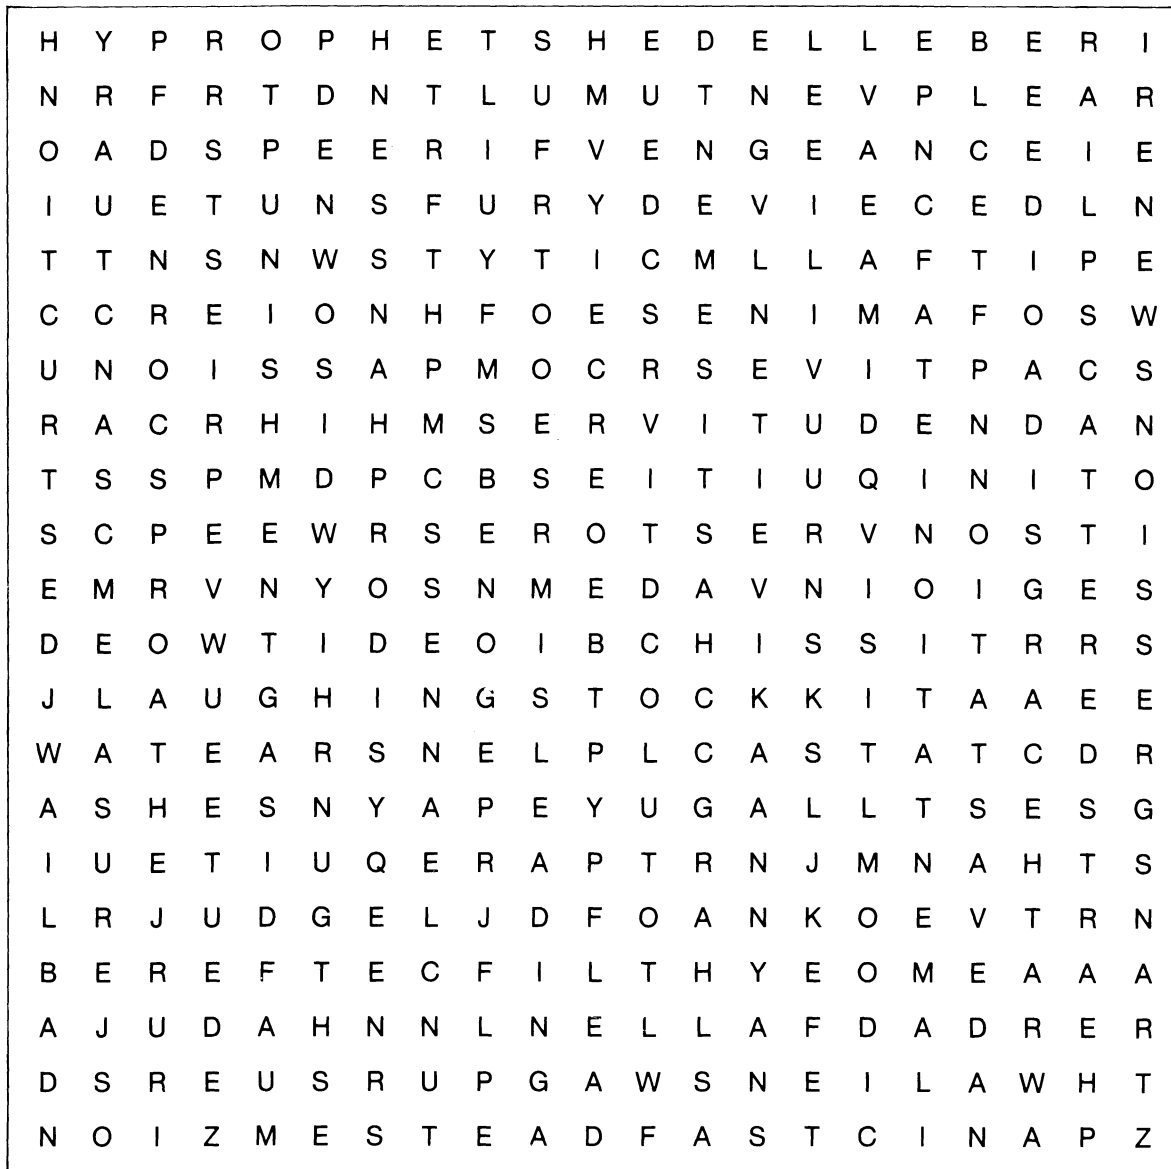 H Y P R O P H E T S H E D E L L E B E R I
N R F R T D N T L U M U T N E V P L E A R
O A D S P E E R I F V E N G E A N C E I E
I U E T U N S F U R Y D E V I E C E D L N
T T N S N W S T Y T I C M L L A F T I P E
C C R E I O N H F O E S E N I M A F O S W
U N O I S S A P M O C R S E V I T P A C S
R A C R H I H M S E R V I T U D E N D A N
T S S P M D P C B S E I T I U Q I N I T O
S C P E E W R S E R O T S E R V N O S T I
E M R V N Y O S N M E D A V N I O I G E S
D E O W T I D E O I B C H I S S I T R R S
J L A U G H I N G S T O C K K I T A A E E
W A T E A R S N E L P L C A S T A T C D R
A S H E S N Y A P E Y U G A L L T S E S G
I U E T I U Q E R A P T R N J M N A H T S
L R J U D G E L J D F O A N K O E V T R N
B E R E F T E C F I L T H Y E O M E A A A
A J U D A H N N L N E L L A F D A D R E R
D S R E U S R U P G A W S N E I L A W H T
N O I Z M E S T E A D F A S T C I N A P Z